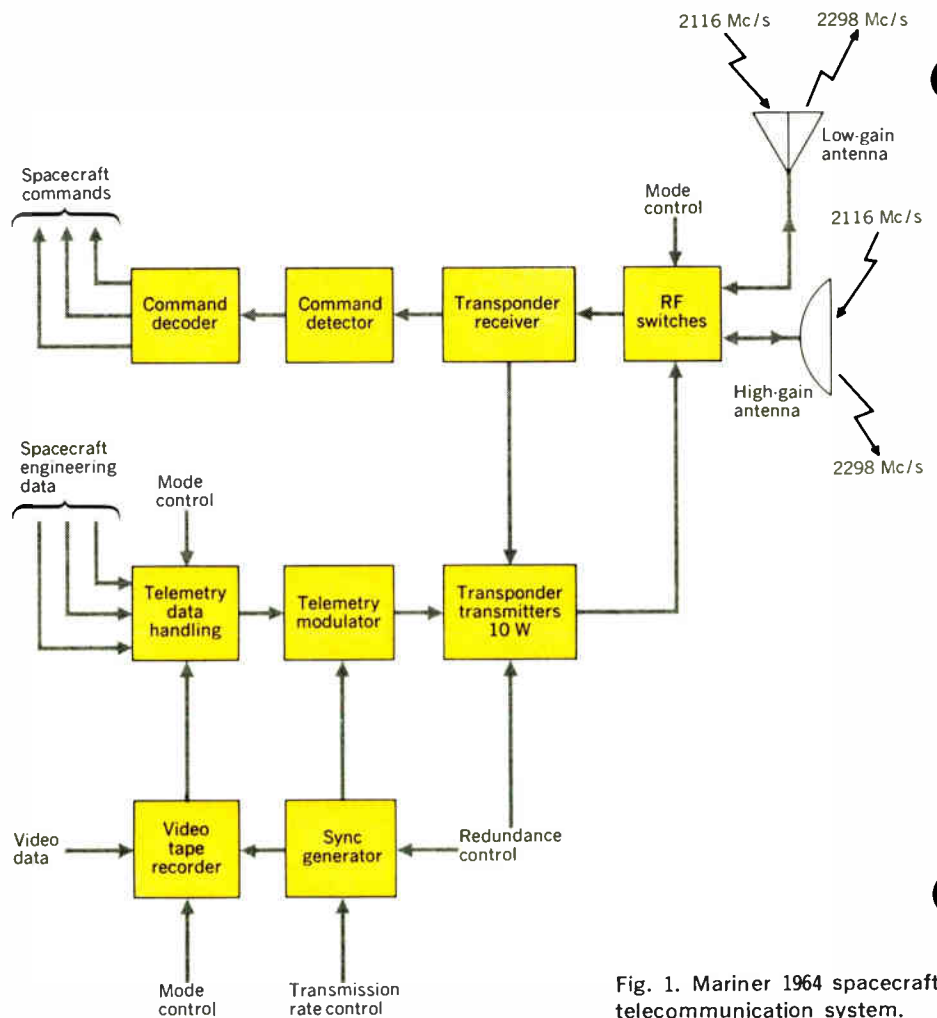 2116 Mc/s
2298 Mc/s
Low-gain
antenna
Spacecraft
commands
Mode
control
2116 Mc/s
Command
decoder
Command
detector
Transponder
receiver
RF
switches
High-gain
antenna
2298 Mc/s
Spacecraft
engineering
data
Mode
control
Telemetry
data
handling
Telemetry
modulator
Transponder
transmitters
10 W
Video
data
Video
tape
recorder
Sync
generator
Redundance
control
Mode
control
Transmission
rate control
Fig. 1. Mariner 1964 spacecraft
telecommunication system.